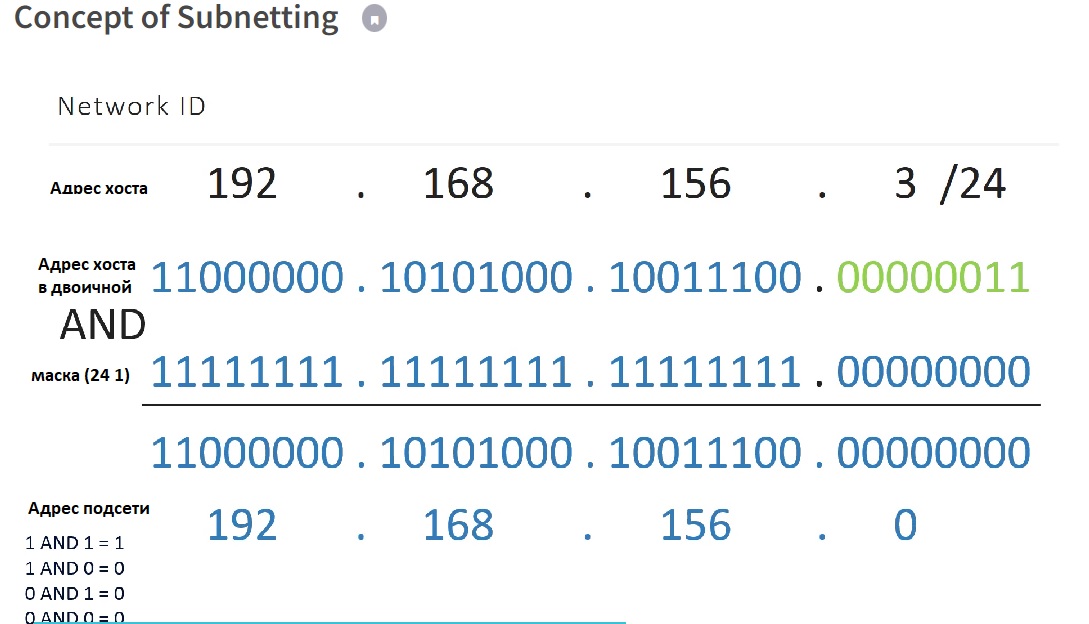 Concept of Subnetting
Network ID
Адрес хоста 192 . 168 . 156 . 3 /24
Адрес хоста
в двоичной 11000000 . 10101000 . 10011100 . 00000011
AND
маска (24 1) 11111111 . 11111111 . 11111111 . 00000000
11000000 . 10101000 . 10011100 . 00000000
Адрес подсети 192 . 168 . 156 . 0
1 AND 1 = 1
1 AND 0 = 0
0 AND 1 = 0
0 AND 0 = 0